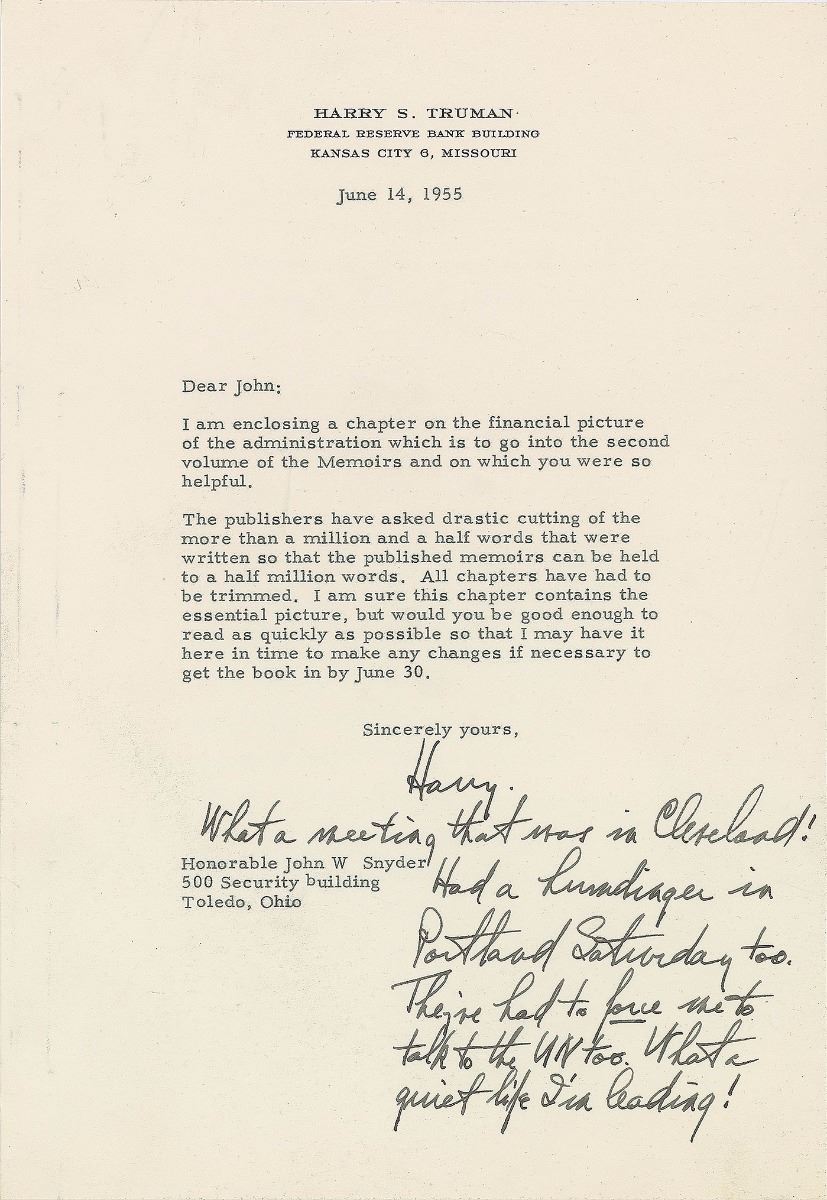 HARRY S. TRUMAN
FEDERAL RESERVE BANK BUILDING
KANSAS CITY 6, MISSOURI
June 14, 1955
Dear John:
I am enclosing a chapter on the financial picture
of the administration which is to go into the second
volume of the Memoirs and on which you were so
helpful.
The publishers have asked drastic cutting of the
more than a million and a half words that were
written so that the published memoirs can be held
to a half million words.  All chapters have had to
be trimmed.  I am sure this chapter contains the
essential picture, but would you be good enough to
read as quickly as possible so that I may have it
here in time to make any changes if necessary to
get the book in by June 30.
Sincerely yours,
Harry.
What a meeting that was in Cleveland!
Honorable John W Snyder
500 Security building
Toledo, Ohio
Had a humdinger in
Portland Saturday too.
They've had to force me to
talk to the UN too. What a
quiet life I'm leading!